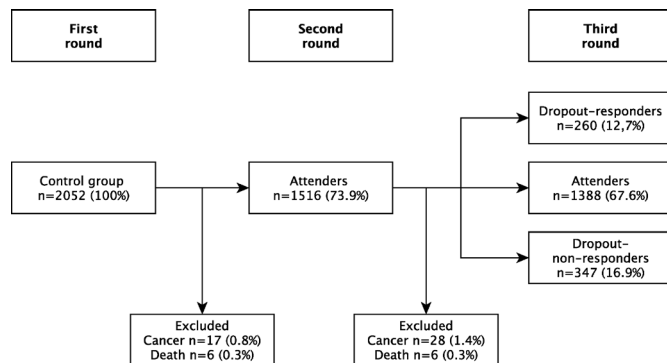 First
round
Second
round
Third
round
Dropout-responders
n=260 (12,7%)
Control group
n=2052 (100%)
Attenders
n=1516 (73.9%)
Attenders
n=1388 (67.6%)
Dropout-
non-responders
n=347 (16.9%)
Excluded
Cancer n=17 (0.8%)
Death n=6 (0.3%)
Excluded
Cancer n=28 (1.4%)
Death n=6 (0.3%)